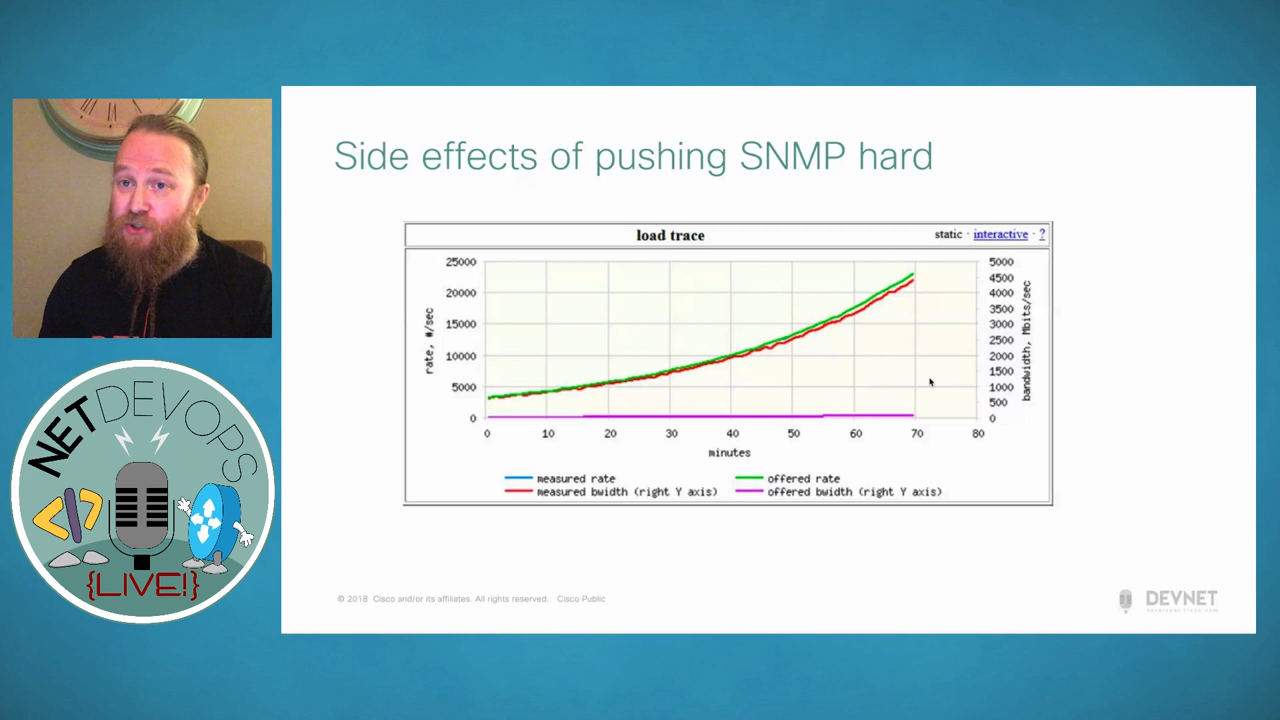 Side effects of pushing SNMP hard
load trace
static · interactive · ?
25000
20000
15000
10000
5000
0
rate, #/sec
5000
4500
4000
3500
3000
2500
2000
1500
1000
500
0
bandwidth, Mbits/sec
0 10 20 30 40 50 60 70 80
minutes
measured rate
offered rate
measured bwidth (right Y axis)
offered bwidth (right Y axis)
© 2018 Cisco and/or its affiliates. All rights reserved. Cisco Public
DEVNET
NETDEVOPS
</>
{LIVE!}